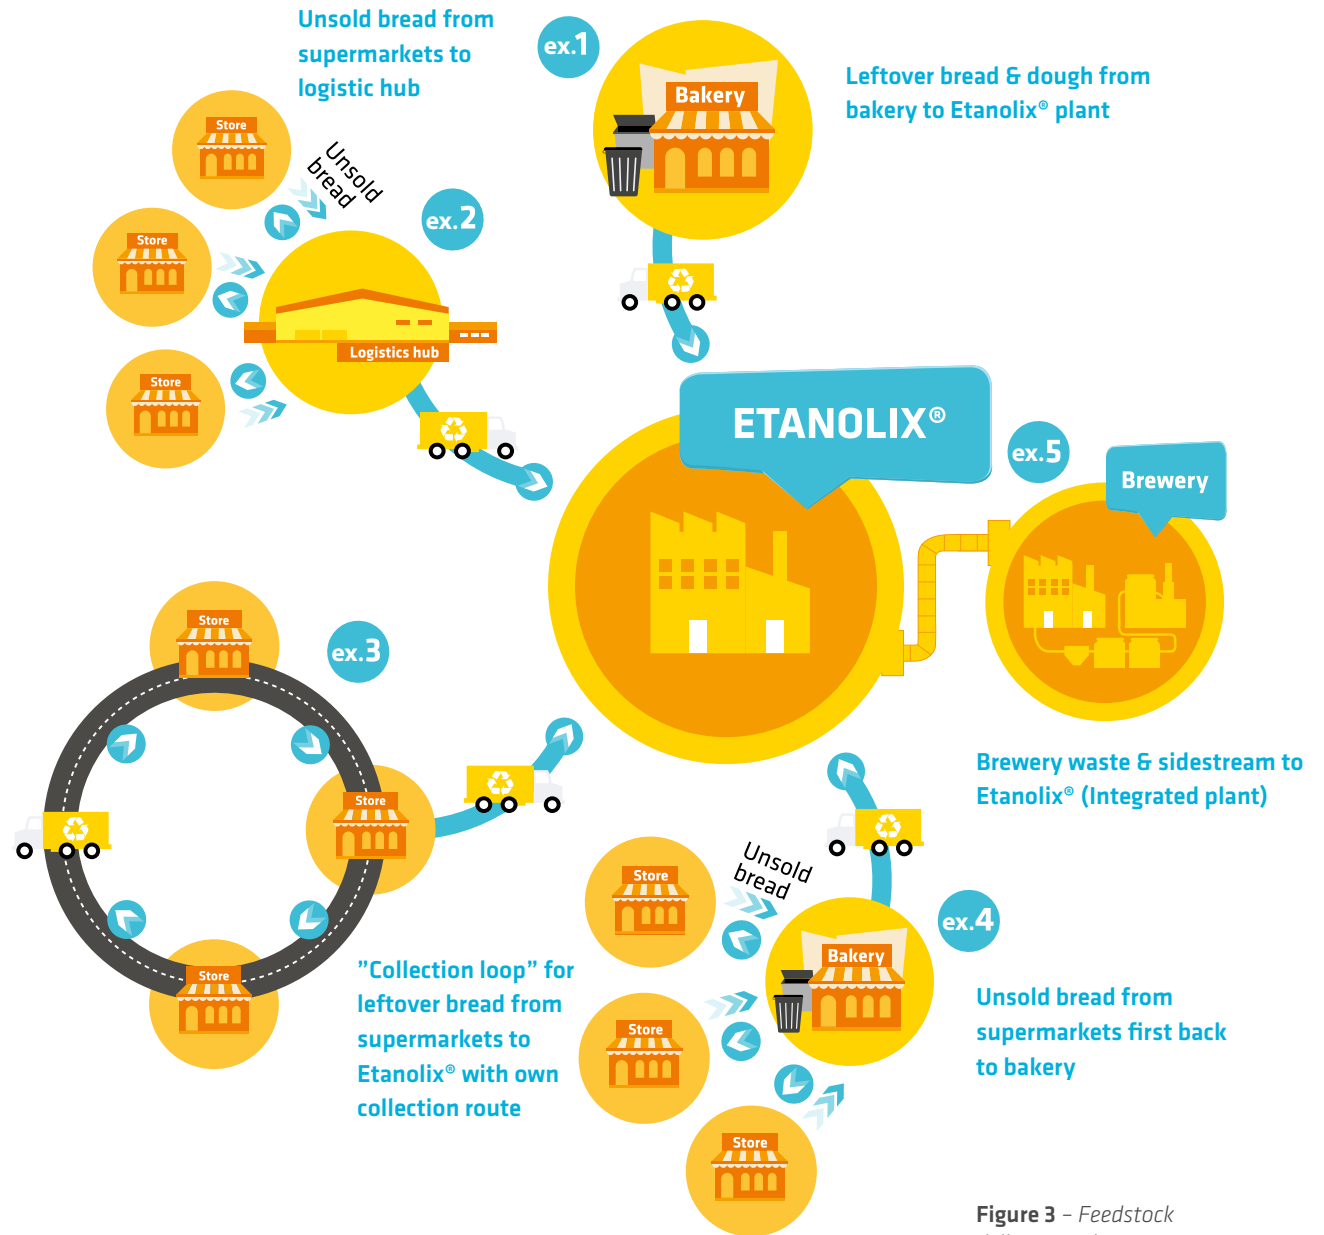 Unsold bread from
supermarkets to
logistic hub
ex.1
Bakery
Leftover bread & dough from
bakery to Etanolix® plant
Store
Unsold
bread
ex.2
Store
Logistics hub
Store
ETANOLIX®
ex.5
Brewery
Brewery waste & sidestream to
Etanolix® (Integrated plant)
Store
ex.3
Store
Store
”Collection loop” for
leftover bread from
supermarkets to
Etanolix® with own
collection route
Store
Unsold
bread
ex.4
Bakery
Store
Store
Unsold bread from
supermarkets first back
to bakery
Figure 3 – Feedstock